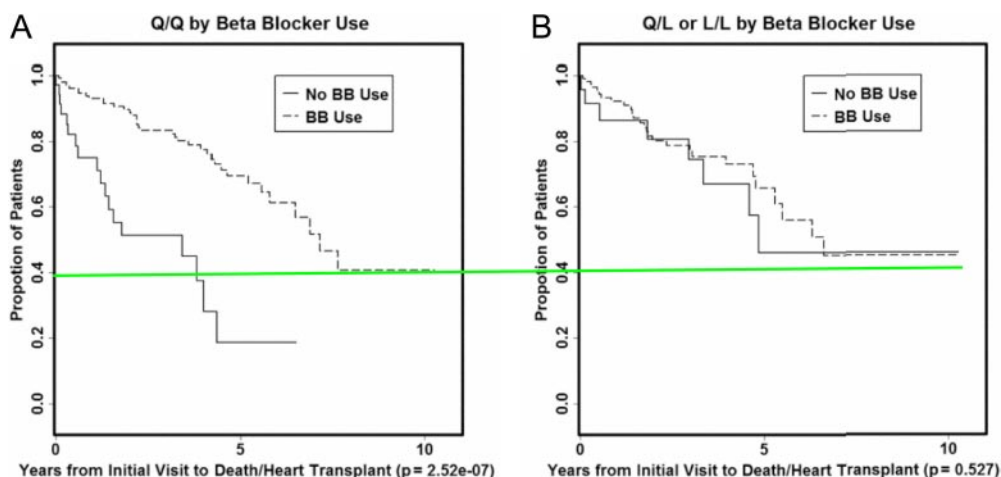 A
Q/Q by Beta Blocker Use
No BB Use
BB Use
Propotion of Patients
1.0
0.8
0.6
0.4
0.2
0.0
0
5
10
Years from Initial Visit to Death/Heart Transplant (p = 2.52e-07)
B
Q/L or L/L by Beta Blocker Use
No BB Use
BB Use
Propotion of Patients
1.0
0.8
0.6
0.4
0.2
0.0
0
5
10
Years from Initial Visit to Death/Heart Transplant (p = 0.527)